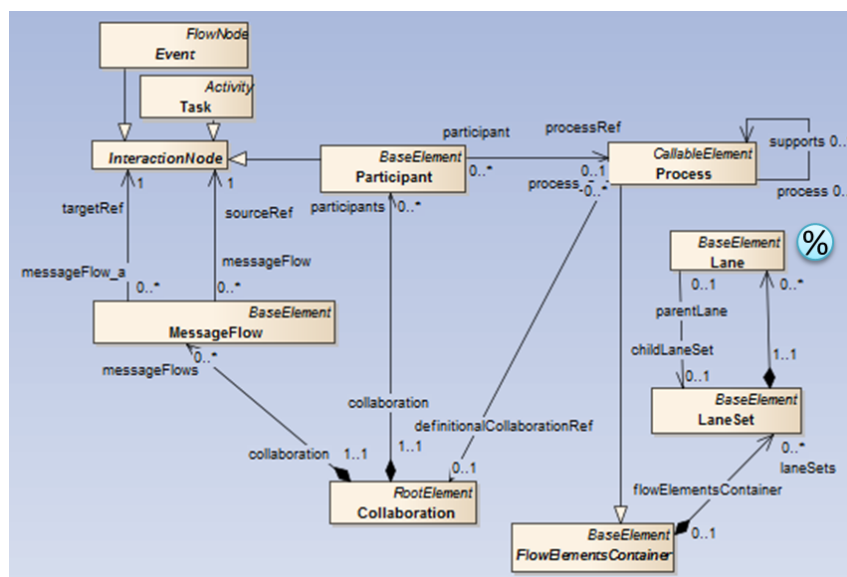 FlowNode
Event
Activity
Task
InteractionNode
BaseElement
Participant
participant
processRef
0..*
0..1
CallableElement
Process
supports 0..
process 0..
process_
0..*
participants
0..*
1
targetRef
1
sourceRef
messageFlow_a
0..*
messageFlow
0..*
BaseElement
MessageFlow
0..*
messageFlows
BaseElement
Lane
%
0..1
0..*
parentLane
childLaneSet
0..1
1..1
BaseElement
LaneSet
0..*
laneSets
collaboration
1..1
collaboration
1..1
definitionalCollaborationRef
0..1
RootElement
Collaboration
flowElementsContainer
0..1
BaseElement
FlowElementsContainer